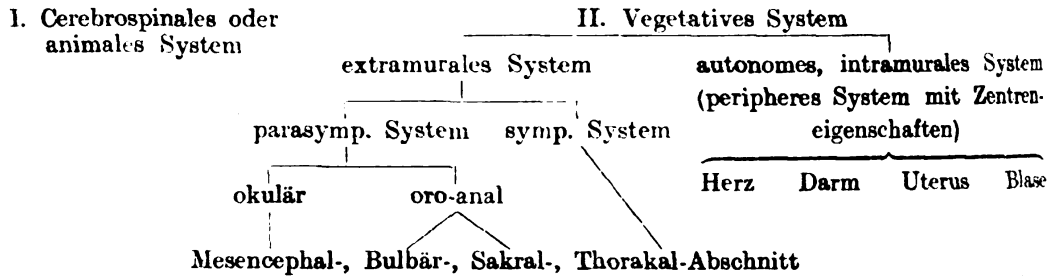 I. Cerebrospinales oder
animales System
II. Vegetatives System
extramurales System
autonomes, intramurales System
(peripheres System mit Zentren-
eigenschaften)
parasymp. System symp. System
Herz Darm Uterus Blase
okulär oro-anal
Mesencephal-, Bulbär-, Sakral-, Thorakal-Abschnitt